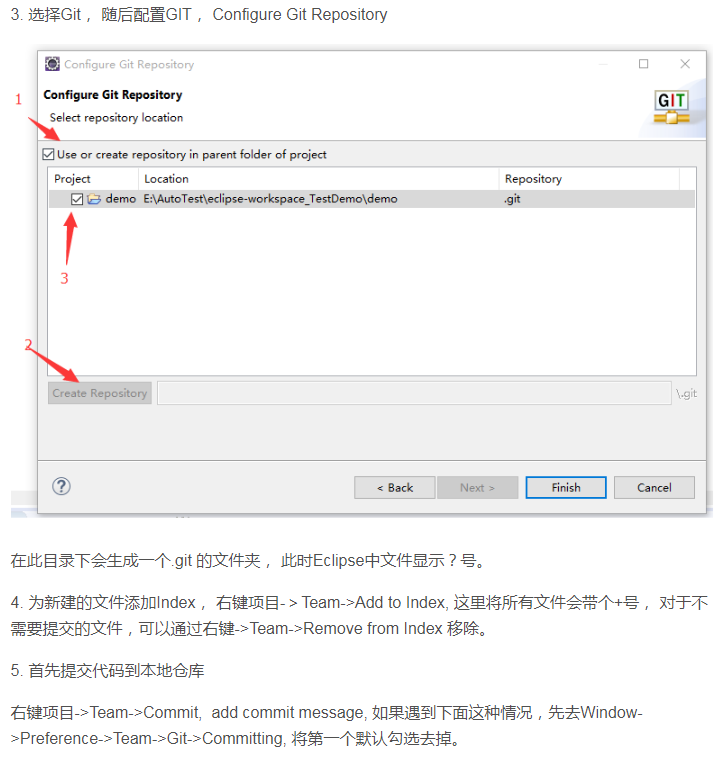 3. 选择Git， 随后配置GIT， Configure Git Repository
Configure Git Repository
1
Configure Git Repository
Select repository location
GIT
Use or create repository in parent folder of project
Project Location Repository
demo E:\AutoTest\eclipse-workspace_TestDemo\demo .git
3
2
Create Repository \.git
? < Back Next > Finish Cancel
在此目录下会生成一个.git 的文件夹， 此时Eclipse中文件显示？号。
4. 为新建的文件添加Index， 右键项目-＞Team->Add to Index, 这里将所有文件会带个+号， 对于不
需要提交的文件，可以通过右键->Team->Remove from Index 移除。
5. 首先提交代码到本地仓库
右键项目->Team->Commit,  add commit message, 如果遇到下面这种情况，先去Window-
>Preference->Team->Git->Committing, 将第一个默认勾选去掉。